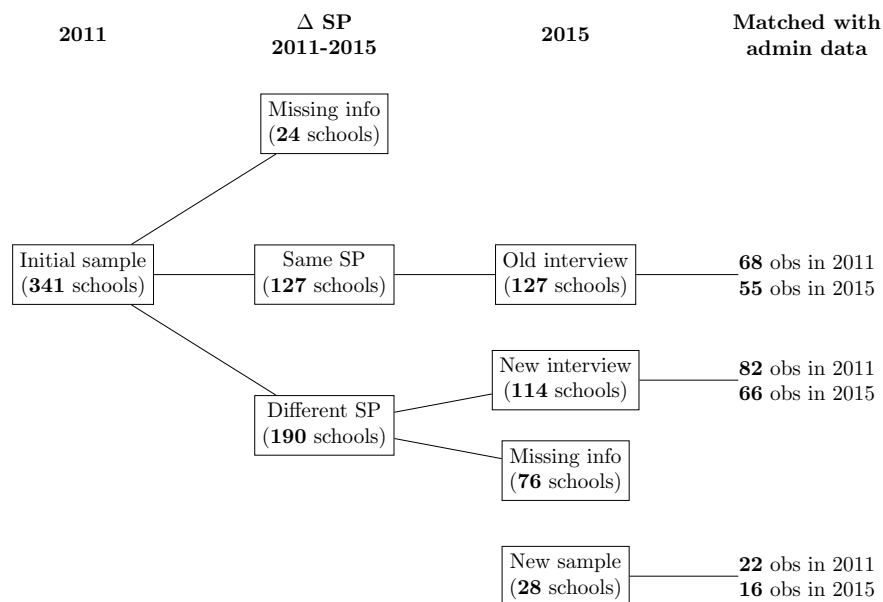 2011
Δ SP
2011-2015
2015
Matched with
admin data
Missing info
(24 schools)
Initial sample
(341 schools)
Same SP
(127 schools)
Old interview
(127 schools)
68 obs in 2011
55 obs in 2015
Different SP
(190 schools)
New interview
(114 schools)
82 obs in 2011
66 obs in 2015
Missing info
(76 schools)
New sample
(28 schools)
22 obs in 2011
16 obs in 2015